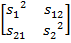 [s₁² s₁₂
s₂₁ s₂²]